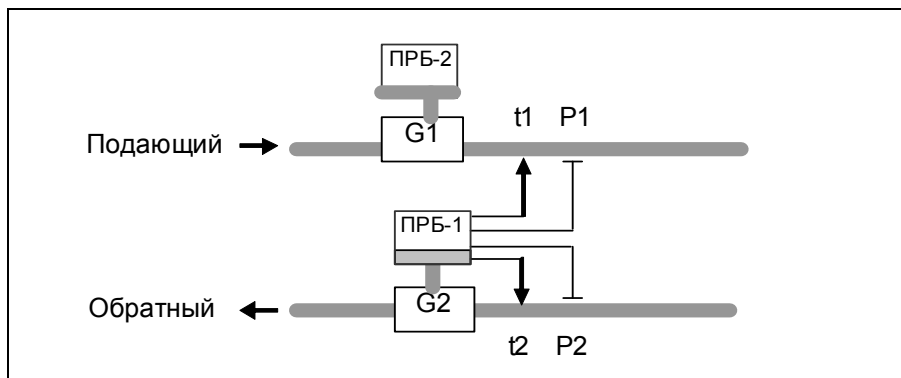 ПРБ-2
G1
t1 P1
Подающий
ПРБ-1
G2
Обратный
t2 P2